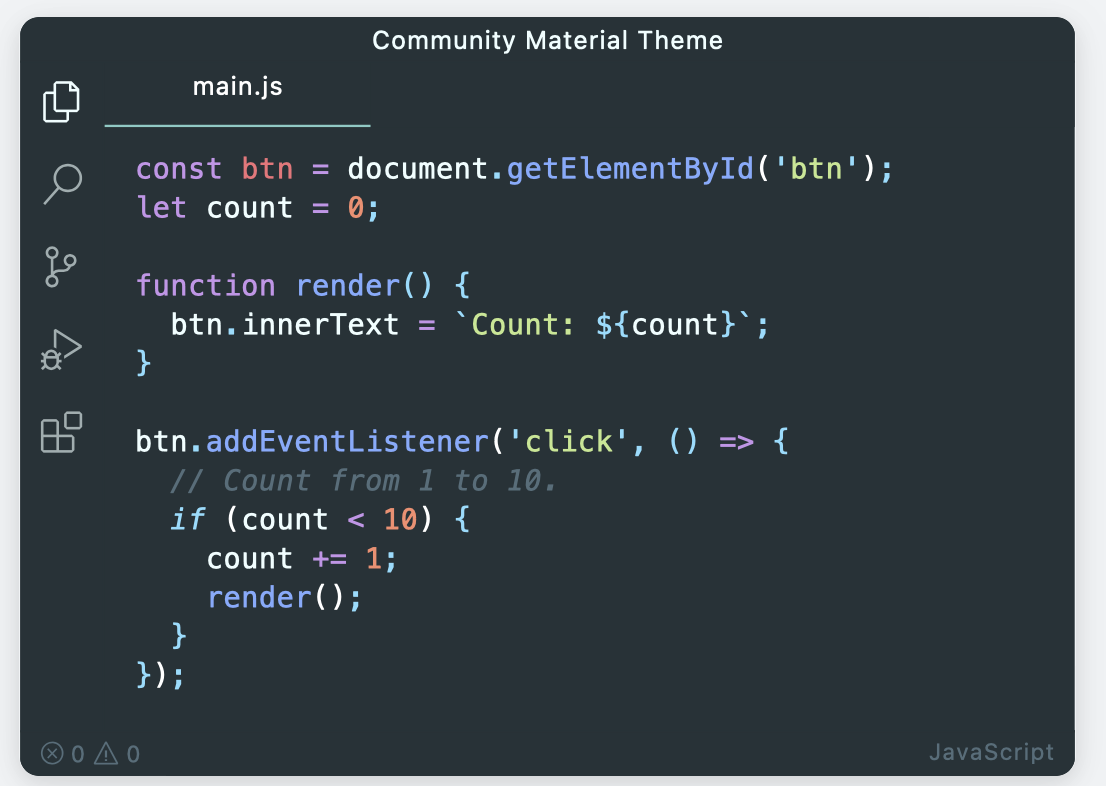 Community Material Theme
main.js
const btn = document.getElementById('btn');
let count = 0;
function render() {
  btn.innerText = `Count: ${count}`;
}
btn.addEventListener('click', () => {
  // Count from 1 to 10.
  if (count < 10) {
    count += 1;
    render();
  }
});
0 0 JavaScript